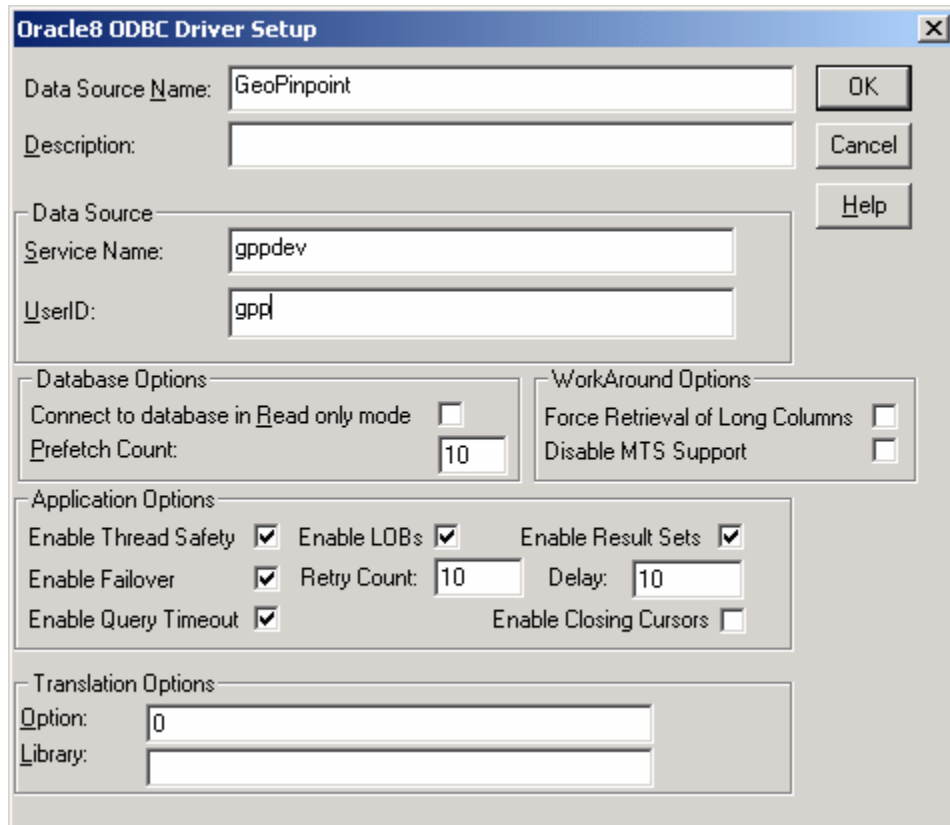 Oracle8 ODBC Driver Setup
Data Source Name: GeoPinpoint OK
Description: Cancel
Help
Data Source
Service Name: gppdev
UserID: gpp
Database Options
Connect to database in Read only mode
Prefetch Count: 10
WorkAround Options
Force Retrieval of Long Columns
Disable MTS Support
Application Options
Enable Thread Safety Enable LOBs Enable Result Sets
Enable Failover Retry Count: 10 Delay: 10
Enable Query Timeout Enable Closing Cursors
Translation Options
Option: 0
Library: